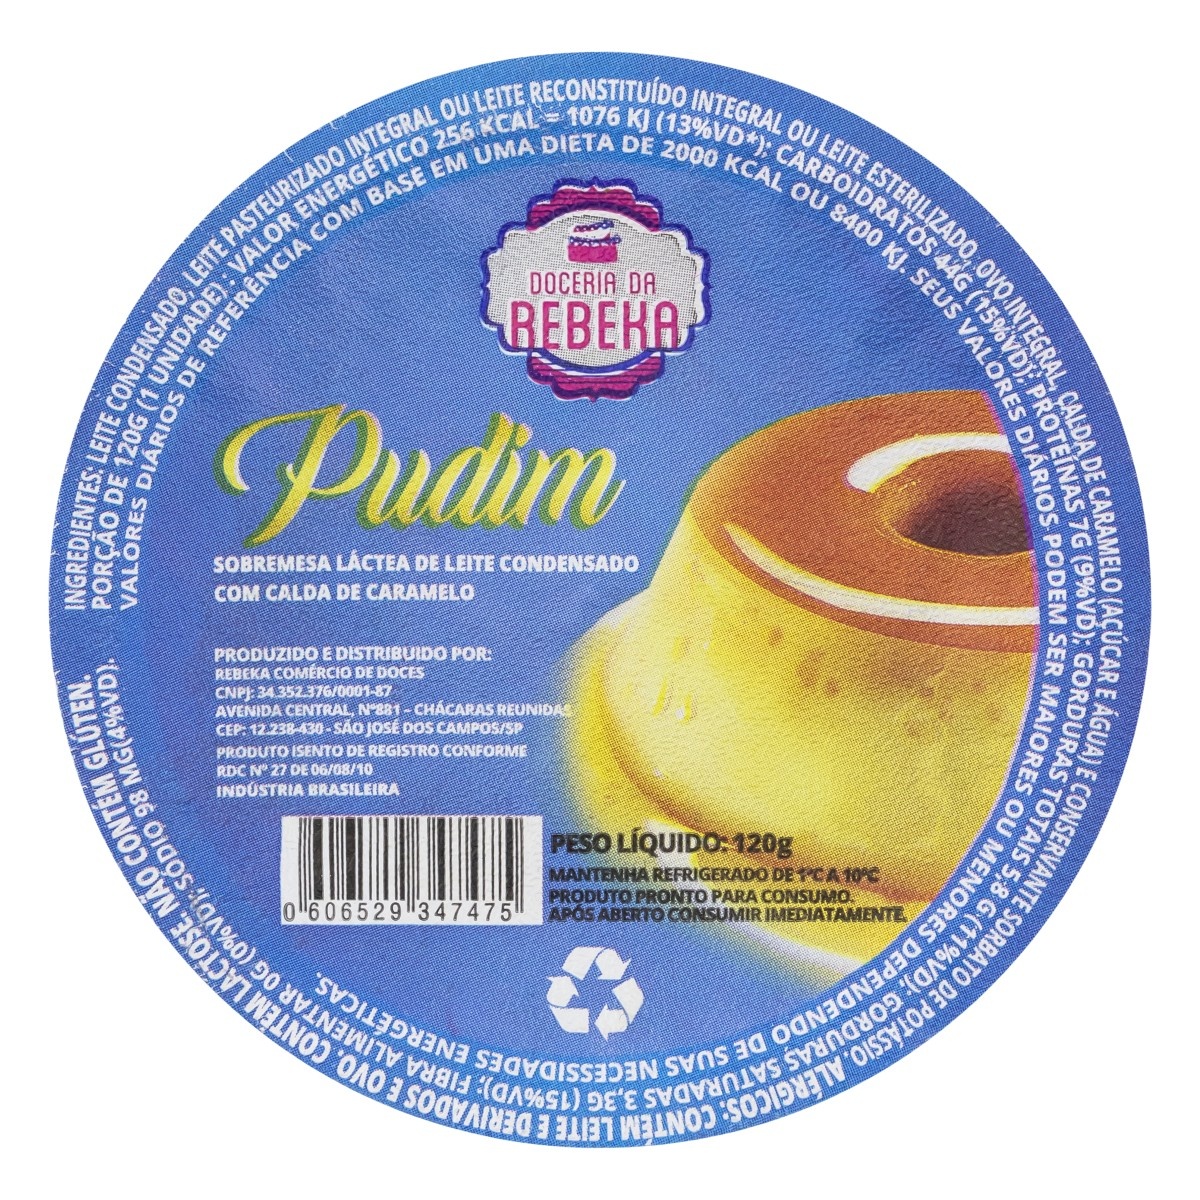 INGREDIENTES: LEITE CONDENSADO, LEITE PASTEURIZADO INTEGRAL OU LEITE RECONSTITUÍDO INTEGRAL OU LEITE ESTERILIZADO, OVO INTEGRAL, CALDA DE CARAMELO (AÇÚCAR E ÁGUA) E CONSERVANTE SORBATO DE POTÁSSIO. ALÉRGICOS: CONTÉM LEITE E DERIVADOS E OVO. CONTÉM LACTOSE. NÃO CONTÉM GLÚTEN.
PORÇÃO DE 120G (1 UNIDADE): VALOR ENERGÉTICO 256 KCAL = 1076 KJ (13%VD*); CARBOIDRATOS 44G (15%VD); PROTEÍNAS 7G (9%VD); GORDURAS TOTAIS 5,8 G (11%VD); GORDURAS SATURADAS 3,3G (15%VD); FIBRA ALIMENTAR 0G (0%VD); SÓDIO 98 MG(4%VD).
VALORES DIÁRIOS DE REFERÊNCIA COM BASE EM UMA DIETA DE 2000 KCAL OU 8400 KJ. SEUS VALORES DIÁRIOS PODEM SER MAIORES OU MENORES DEPENDENDO DE SUAS NECESSIDADES ENERGÉTICAS.
DOCERIA DA
REBEKA
Pudim
SOBREMESA LÁCTEA DE LEITE CONDENSADO
COM CALDA DE CARAMELO
PRODUZIDO E DISTRIBUIDO POR:
REBEKA COMÉRCIO DE DOCES
CNPJ: 34.352.376/0001-87
AVENIDA CENTRAL, Nº881 – CHÁCARAS REUNIDAS
CEP: 12.238-430 - SÃO JOSÉ DOS CAMPOS/SP
PRODUTO ISENTO DE REGISTRO CONFORME
RDC Nº 27 DE 06/08/10
INDÚSTRIA BRASILEIRA
0 606529 347475
PESO LÍQUIDO: 120g
MANTENHA REFRIGERADO DE 1ºC A 10ºC
PRODUTO PRONTO PARA CONSUMO.
APÓS ABERTO CONSUMIR IMEDIATAMENTE.